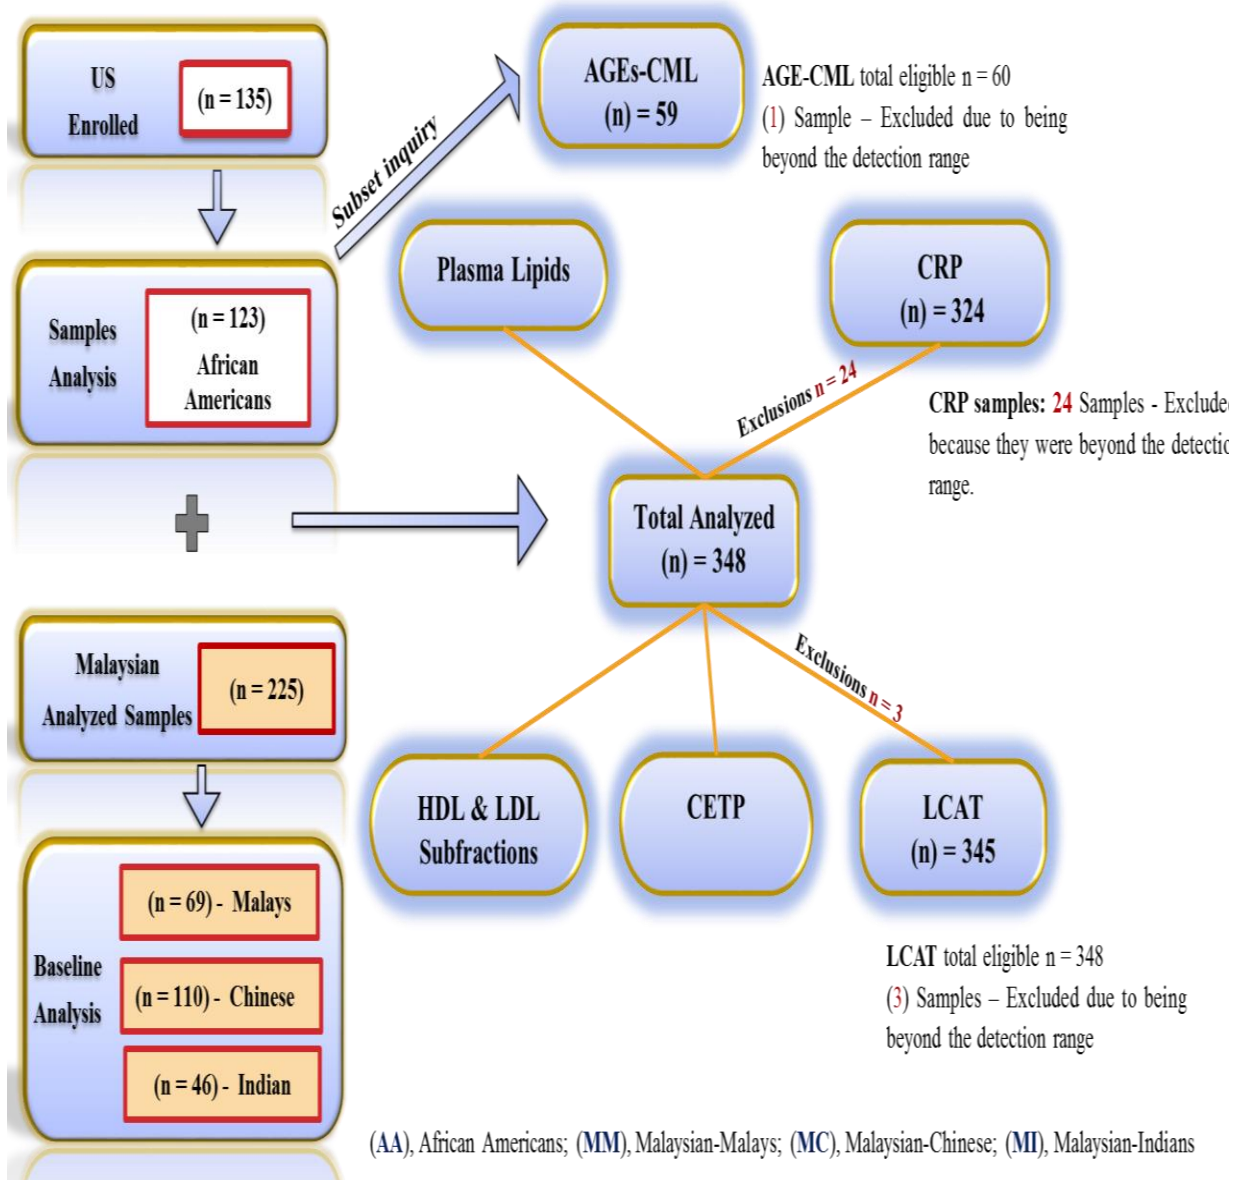 US
Enrolled
(n = 135)
Samples
Analysis
(n = 123)
African
Americans
Subset inquiry
AGEs-CML
(n) = 59
AGE-CML total eligible n = 60
(1) Sample – Excluded due to being
beyond the detection range
Plasma Lipids
CRP
(n) = 324
Exclusions n = 24
CRP samples: 24 Samples - Exclude
because they were beyond the detectio
range.
Total Analyzed
(n) = 348
Malaysian
Analyzed Samples
(n = 225)
Exclusions n = 3
HDL & LDL
Subfractions
CETP
LCAT
(n) = 345
Baseline
Analysis
(n = 69) - Malays
(n = 110) - Chinese
(n = 46) - Indian
LCAT total eligible n = 348
(3) Samples – Excluded due to being
beyond the detection range
(AA), African Americans; (MM), Malaysian-Malays; (MC), Malaysian-Chinese; (MI), Malaysian-Indians